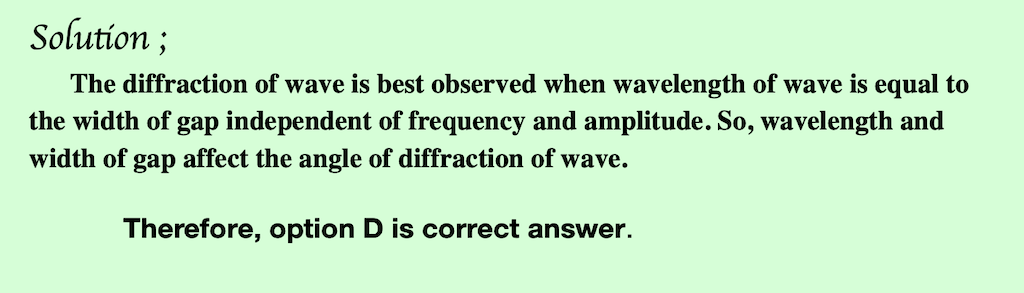 Solution ;
The diffraction of wave is best observed when wavelength of wave is equal to
the width of gap independent of frequency and amplitude. So, wavelength and
width of gap affect the angle of diffraction of wave.
Therefore, option D is correct answer.